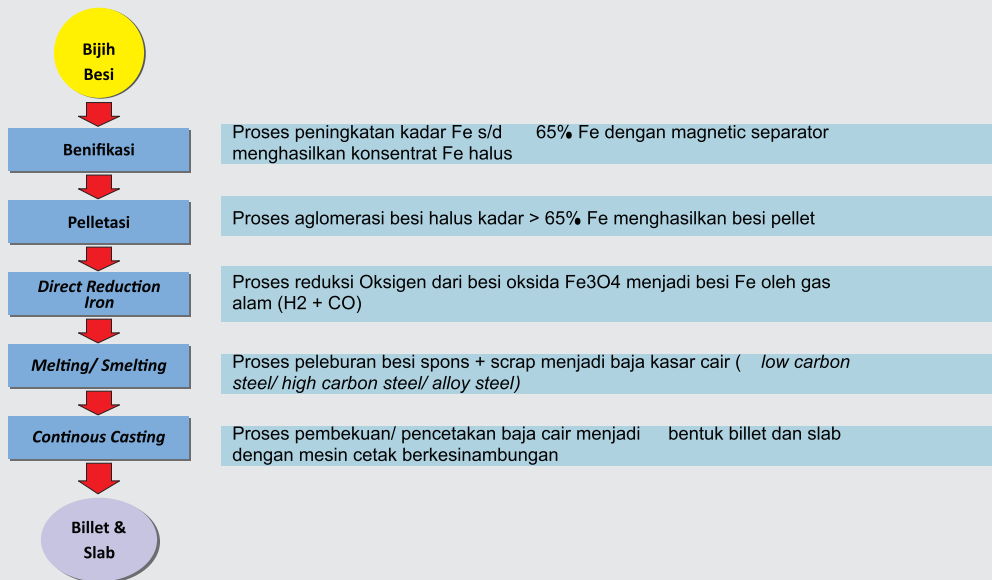 Bijih
Besi
Benifikasi
Proses peningkatan kadar Fe s/d 65% Fe dengan magnetic separator
menghasilkan konsentrat Fe halus
Pelletasi
Proses aglomerasi besi halus kadar > 65% Fe menghasilkan besi pellet
Direct Reduction
Iron
Proses reduksi Oksigen dari besi oksida Fe3O4 menjadi besi Fe oleh gas
alam (H2 + CO)
Melting/ Smelting
Proses peleburan besi spons + scrap menjadi baja kasar cair ( low carbon
steel/ high carbon steel/ alloy steel)
Continous Casting
Proses pembekuan/ pencetakan baja cair menjadi bentuk billet dan slab
dengan mesin cetak berkesinambungan
Billet &
Slab